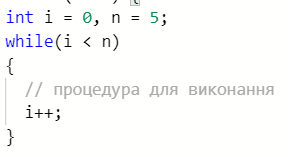 int i = 0, n = 5;
while(i < n)
{
// процедура для виконання
i++;
}